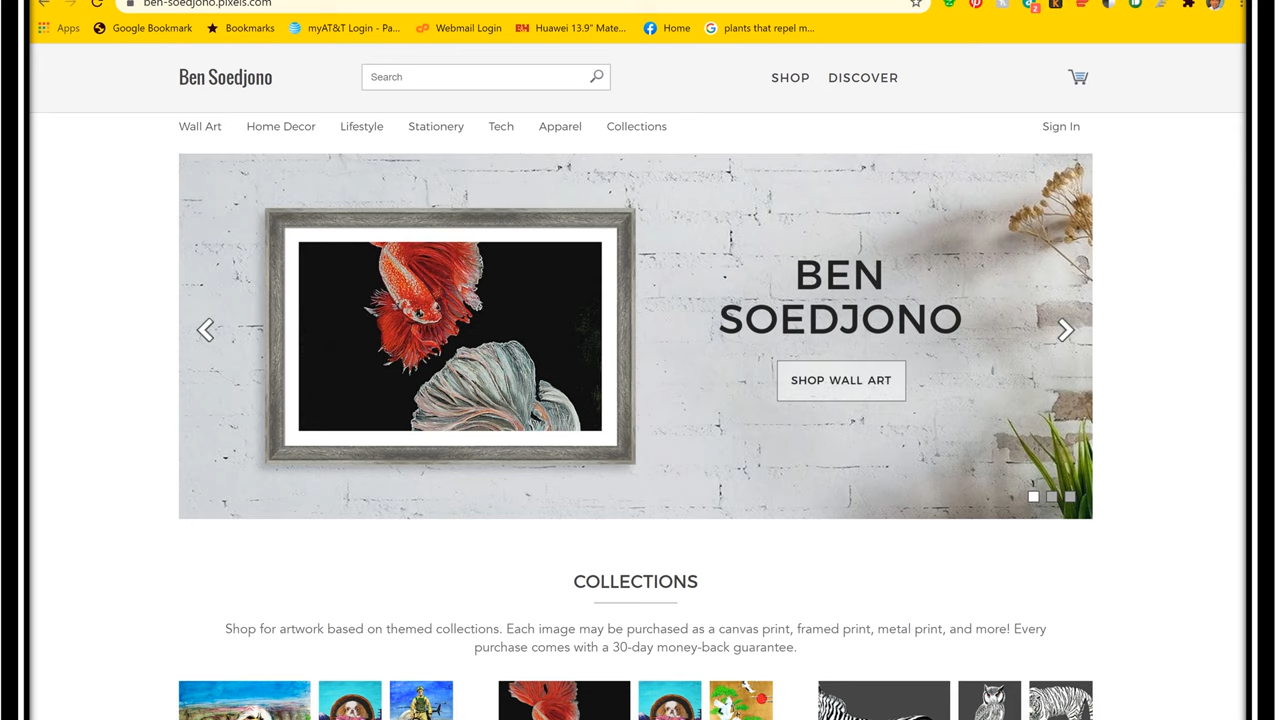 ben-soedjono.pixels.com
2
Apps Google Bookmark Bookmarks myAT&T Login - Pa... Webmail Login Huawei 13.9" Mate... Home plants that repel m...
Ben Soedjono Search SHOP DISCOVER
Wall Art Home Decor Lifestyle Stationery Tech Apparel Collections Sign In
BEN
SOEDJONO
SHOP WALL ART
COLLECTIONS
Shop for artwork based on themed collections. Each image may be purchased as a canvas print, framed print, metal print, and more! Every
purchase comes with a 30-day money-back guarantee.